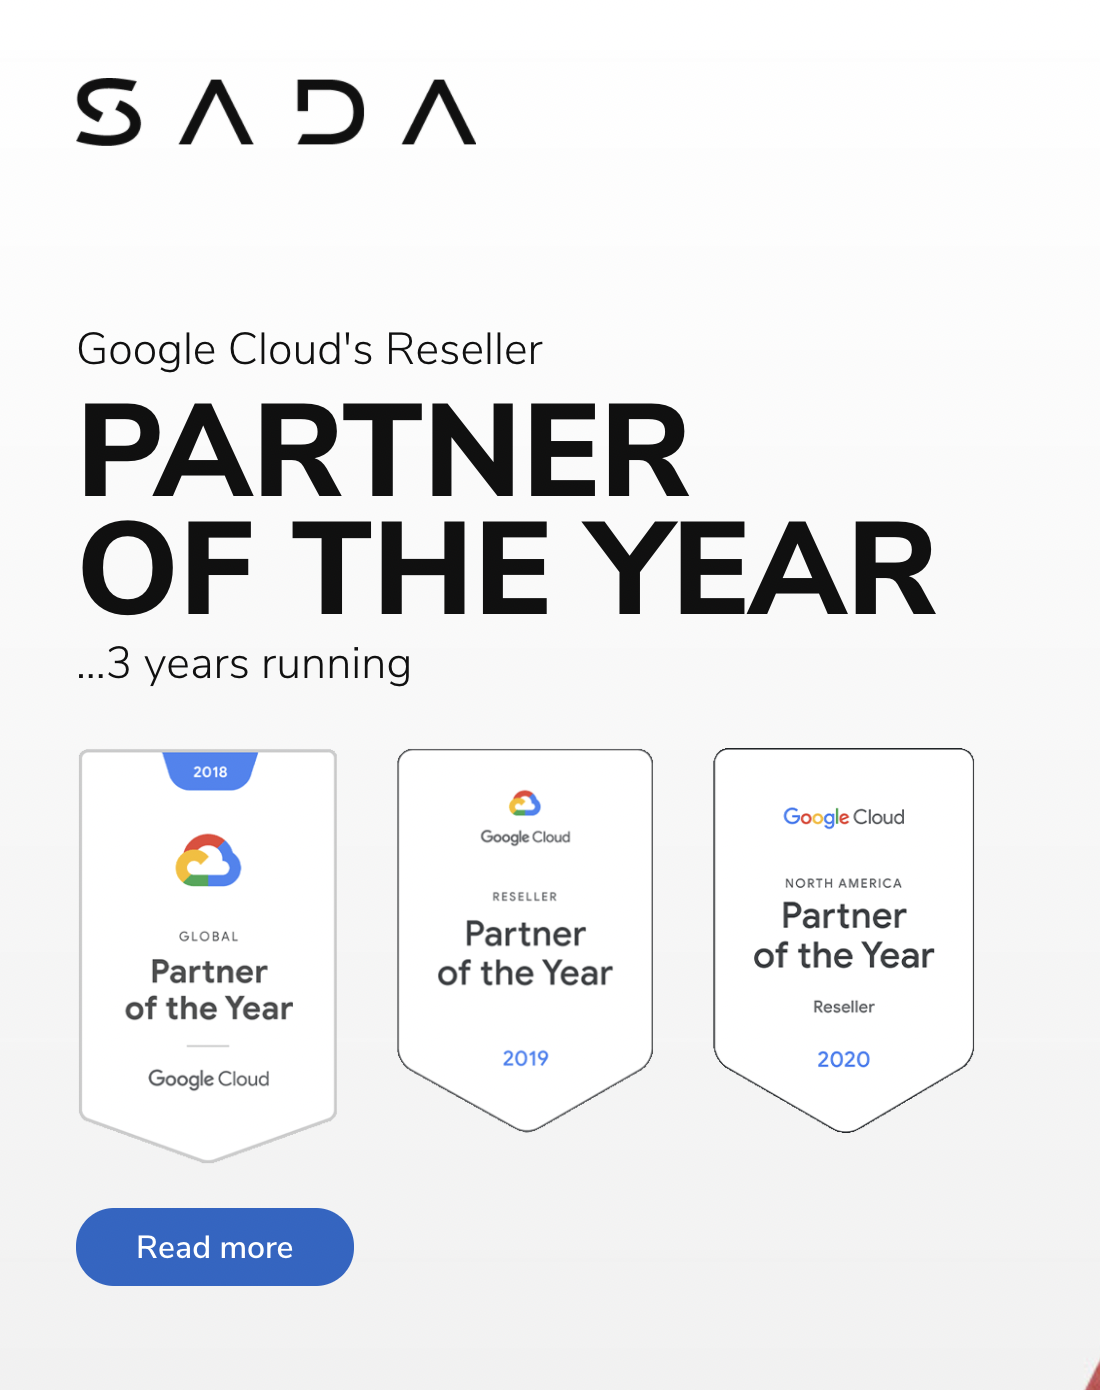 SADA
Google Cloud's Reseller
PARTNER
OF THE YEAR
...3 years running
2018
GLOBAL
Partner
of the Year
Google Cloud
Google Cloud
RESELLER
Partner
of the Year
2019
Google Cloud
NORTH AMERICA
Partner
of the Year
Reseller
2020
Read more